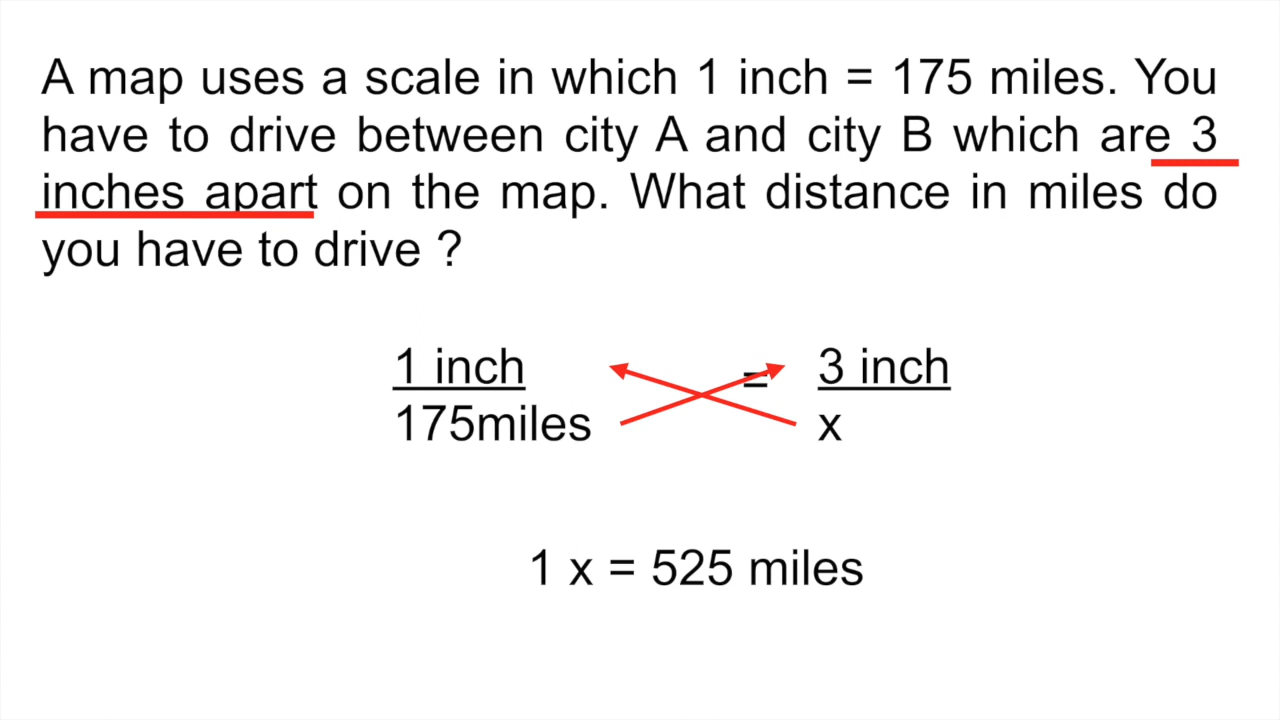 A map uses a scale in which 1 inch = 175 miles. You
have to drive between city A and city B which are 3
inches apart on the map. What distance in miles do
you have to drive ?
1 inch = 3 inch
175miles x
1 x = 525 miles